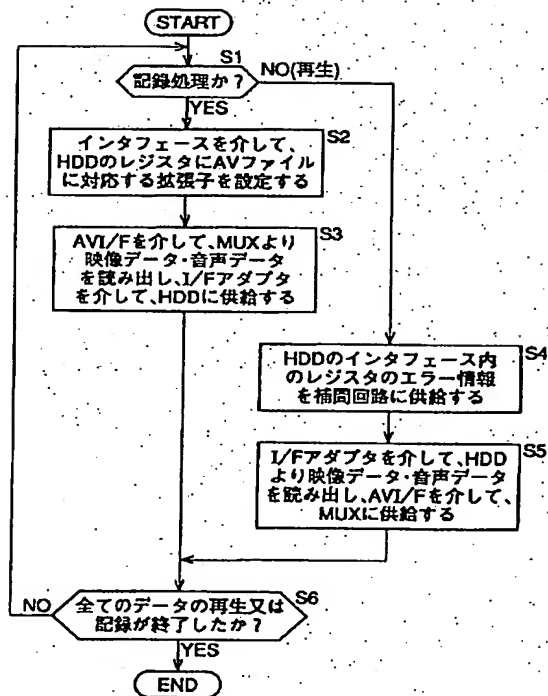 START
S1
記録処理か?
NO(再生)
YES
S2
インタフェースを介して、
HDDのレジスタにAVファイル
に対応する拡張子を設定する
S3
AVI/Fを介して、MUXより
映像データ・音声データ
を読み出し、I/Fアダプタ
を介して、HDDに供給する
S4
HDDのインタフェース内
のレジスタのエラー情報
を補間回路に供給する
S5
I/Fアダプタを介して、HDD
より映像データ・音声データ
を読み出し、AVI/Fを介して、
MUXに供給する
S6
NO
全てのデータの再生又は
記録が終了したか?
YES
END